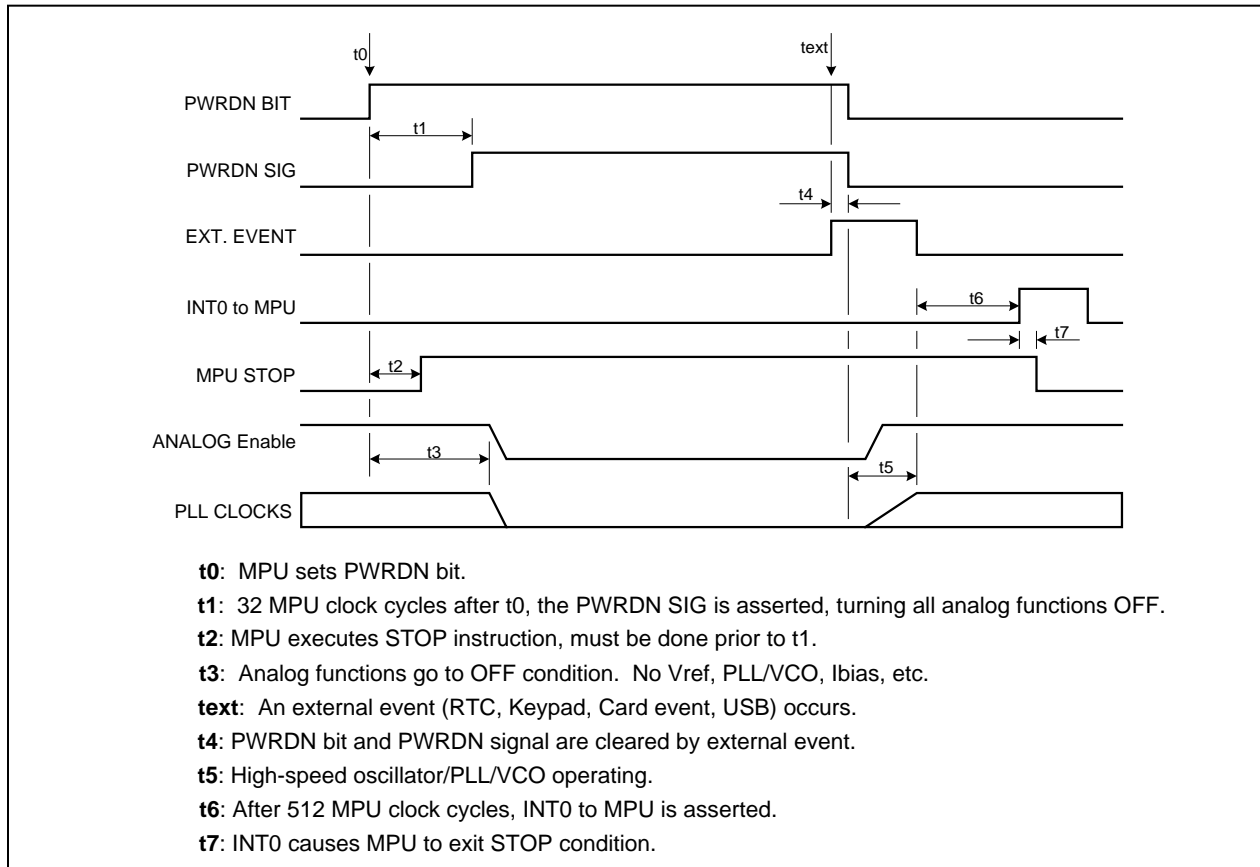 t0
text
PWRDN BIT
t1
PWRDN SIG
t4
EXT. EVENT
t6
INT0 to MPU
t7
t2
MPU STOP
ANALOG Enable
t3
t5
PLL CLOCKS
t0: MPU sets PWRDN bit.
t1: 32 MPU clock cycles after t0, the PWRDN SIG is asserted, turning all analog functions OFF.
t2: MPU executes STOP instruction, must be done prior to t1.
t3: Analog functions go to OFF condition. No Vref, PLL/VCO, Ibias, etc.
text: An external event (RTC, Keypad, Card event, USB) occurs.
t4: PWRDN bit and PWRDN signal are cleared by external event.
t5: High-speed oscillator/PLL/VCO operating.
t6: After 512 MPU clock cycles, INT0 to MPU is asserted.
t7: INT0 causes MPU to exit STOP condition.